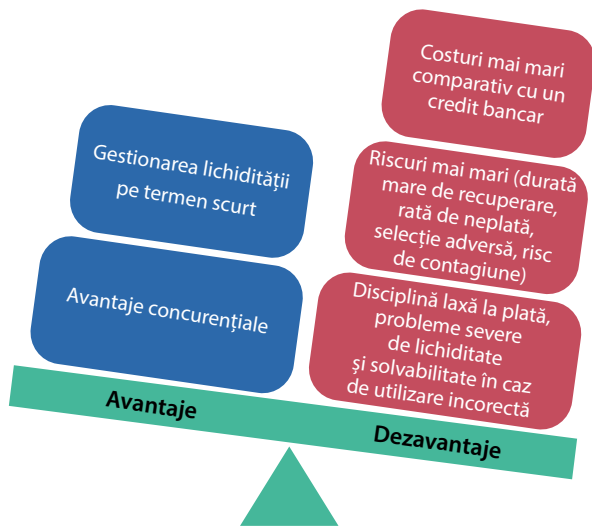 Gestionarea lichidității
pe termen scurt
Avantaje concurențiale
Avantaje
Costuri mai mari
comparativ cu un
credit bancar
Riscuri mai mari (durată
mare de recuperare,
rată de neplată,
selecție adversă, risc
de contagiune)
Disciplină laxă la plată,
probleme severe
de lichiditate
și solvabilitate în caz
de utilizare incorectă
Dezavantaje